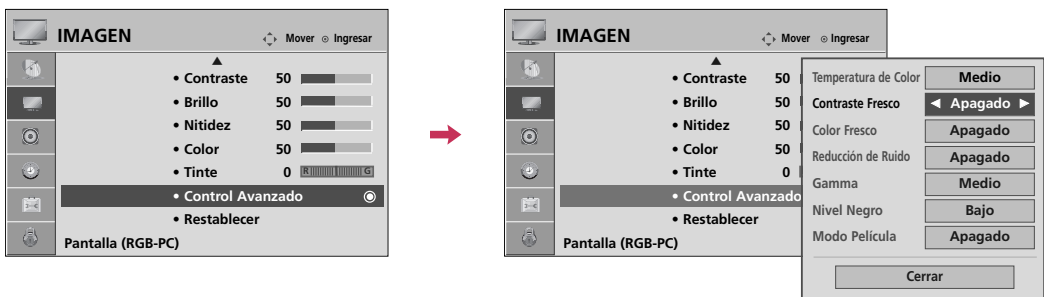 IMAGEN
Mover Ingresar
• Contraste 50
• Brillo 50
• Nitidez 50
• Color 50
• Tinte 0 R G
• Control Avanzado
• Restablecer
Pantalla (RGB-PC)
IMAGEN
Mover Ingresar
• Contraste 50
• Brillo 50
• Nitidez 50
• Color 50
• Tinte 0
• Control Avanzado
• Restablecer
Pantalla (RGB-PC)
Temperatura de Color Medio
Contraste Fresco ◄ Apagado ►
Color Fresco Apagado
Reducción de Ruido Apagado
Gamma Medio
Nivel Negro Bajo
Modo Película Apagado
Cerrar